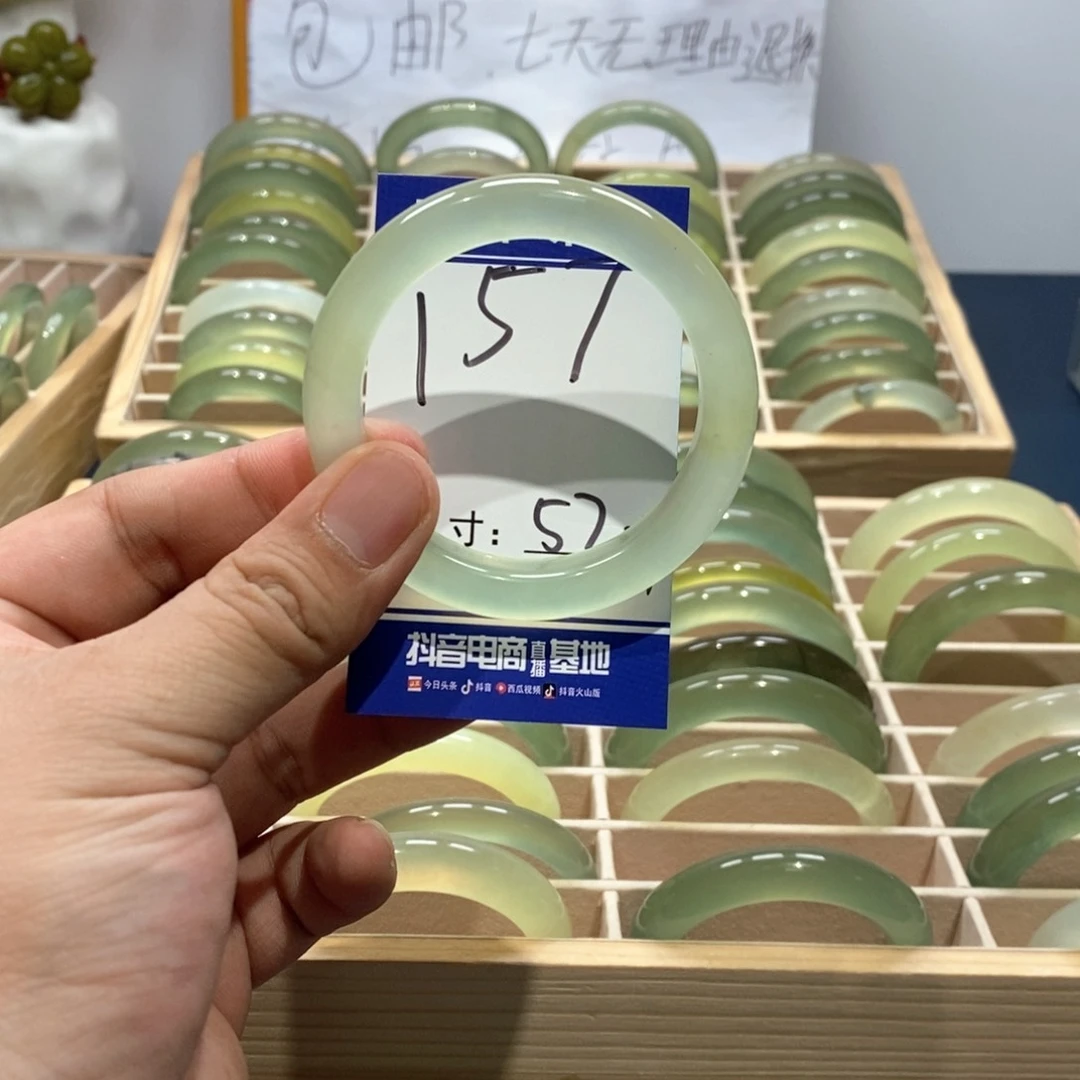 包邮 七天无理由退换
157
寸: 57
抖音电商直播基地
今日头条 抖音 西瓜视频 抖音火山版